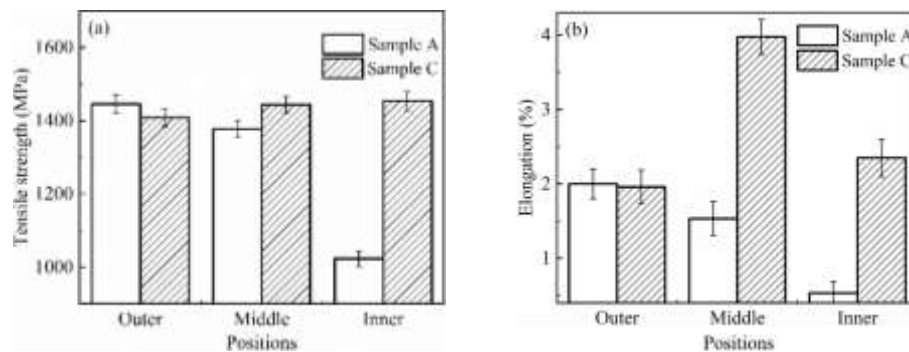 (a)
Sample A
Sample C
1600
1400
1200
1000
Tensile strength (MPa)
Outer Middle Inner
Positions
(b)
Sample A
Sample C
4
3
2
1
Elongation (%)
Outer Middle Inner
Positions